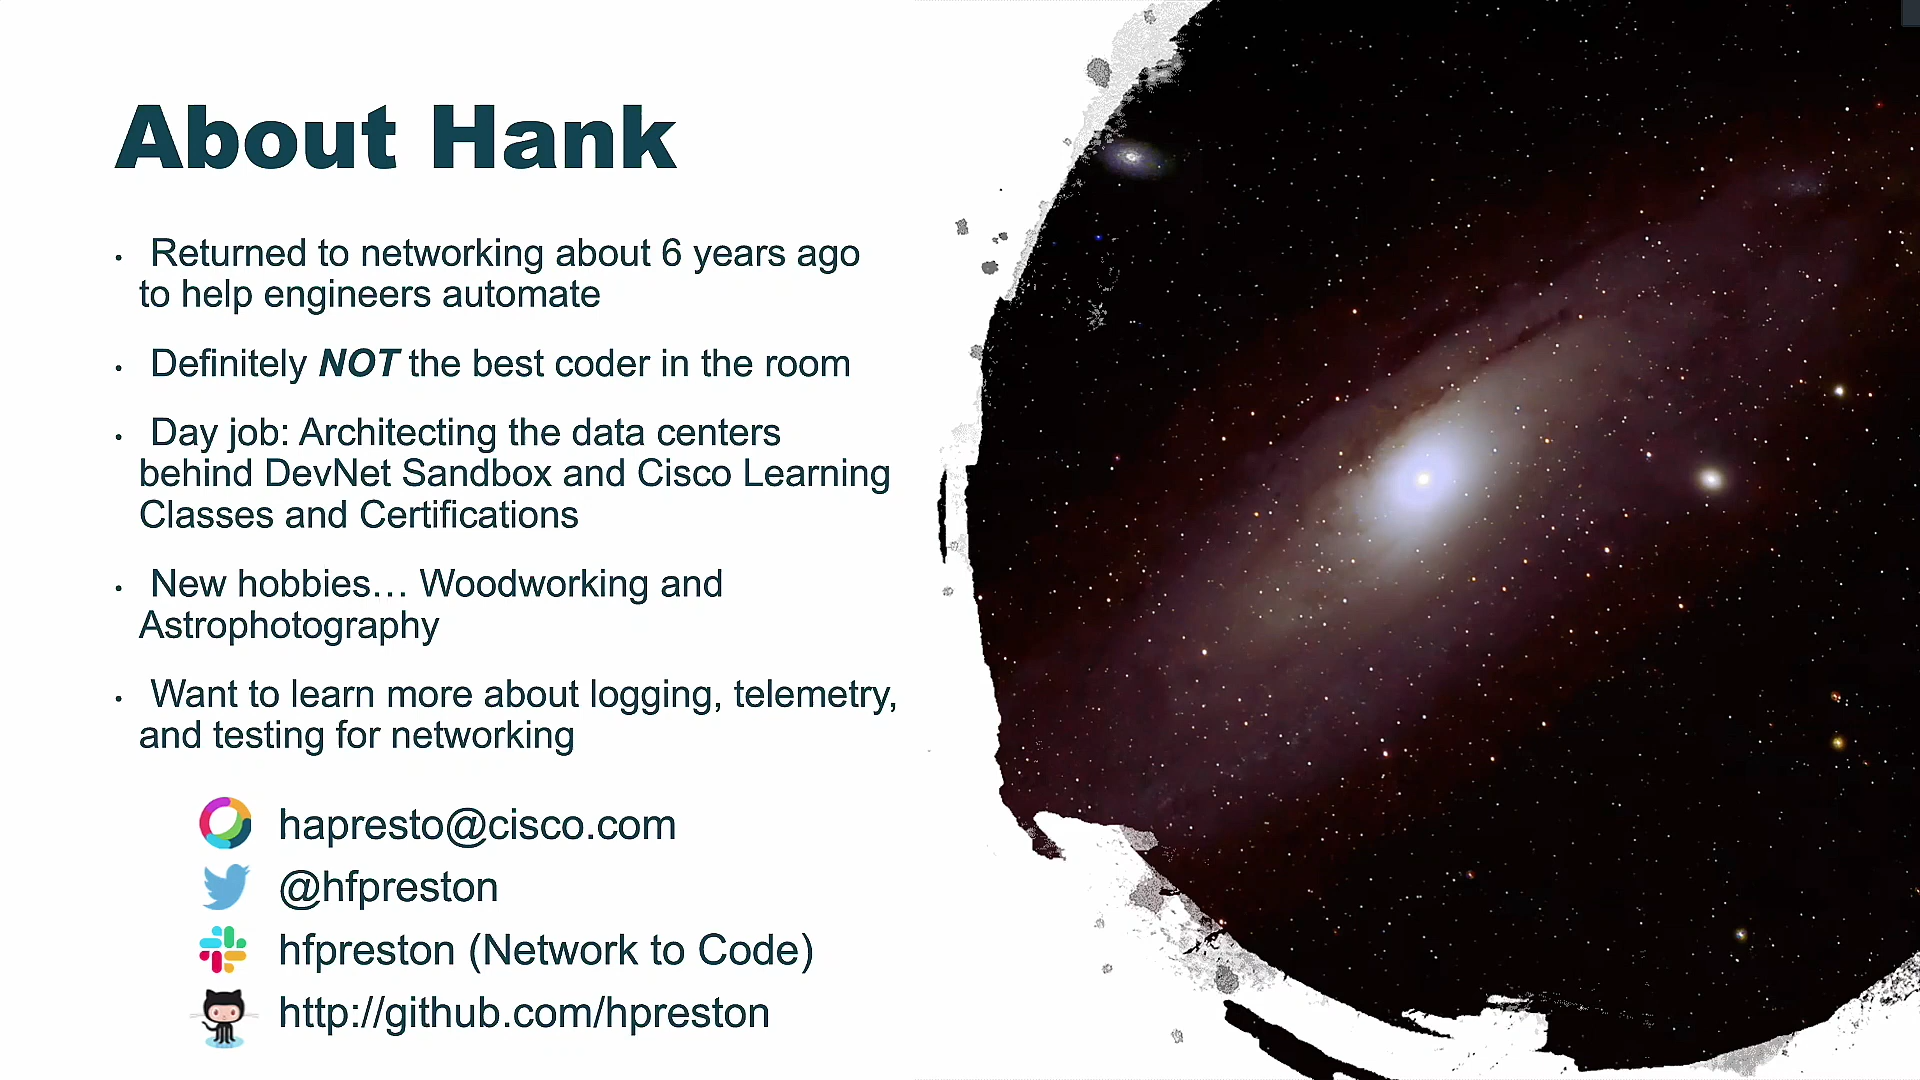 About Hank
• Returned to networking about 6 years ago
to help engineers automate
• Definitely NOT the best coder in the room
• Day job: Architecting the data centers
behind DevNet Sandbox and Cisco Learning
Classes and Certifications
• New hobbies… Woodworking and
Astrophotography
• Want to learn more about logging, telemetry,
and testing for networking
hapresto@cisco.com
@hfpreston
hfpreston (Network to Code)
http://github.com/hpreston